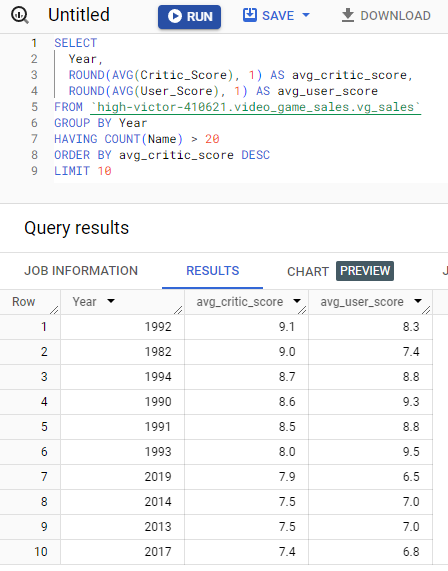 Untitled RUN SAVE DOWNLOAD
1 SELECT
2 Year,
3 ROUND(AVG(Critic_Score), 1) AS avg_critic_score,
4 ROUND(AVG(User_Score), 1) AS avg_user_score
5 FROM `high-victor-410621.video_game_sales.vg_sales`
6 GROUP BY Year
7 HAVING COUNT(Name) > 20
8 ORDER BY avg_critic_score DESC
9 LIMIT 10
Query results
JOB INFORMATION RESULTS CHART PREVIEW J
Row Year avg_critic_score avg_user_score
1 1992 9.1 8.3
2 1982 9.0 7.4
3 1994 8.7 8.8
4 1990 8.6 9.3
5 1991 8.5 8.8
6 1993 8.0 9.5
7 2019 7.9 6.5
8 2014 7.5 7.0
9 2013 7.5 7.0
10 2017 7.4 6.8